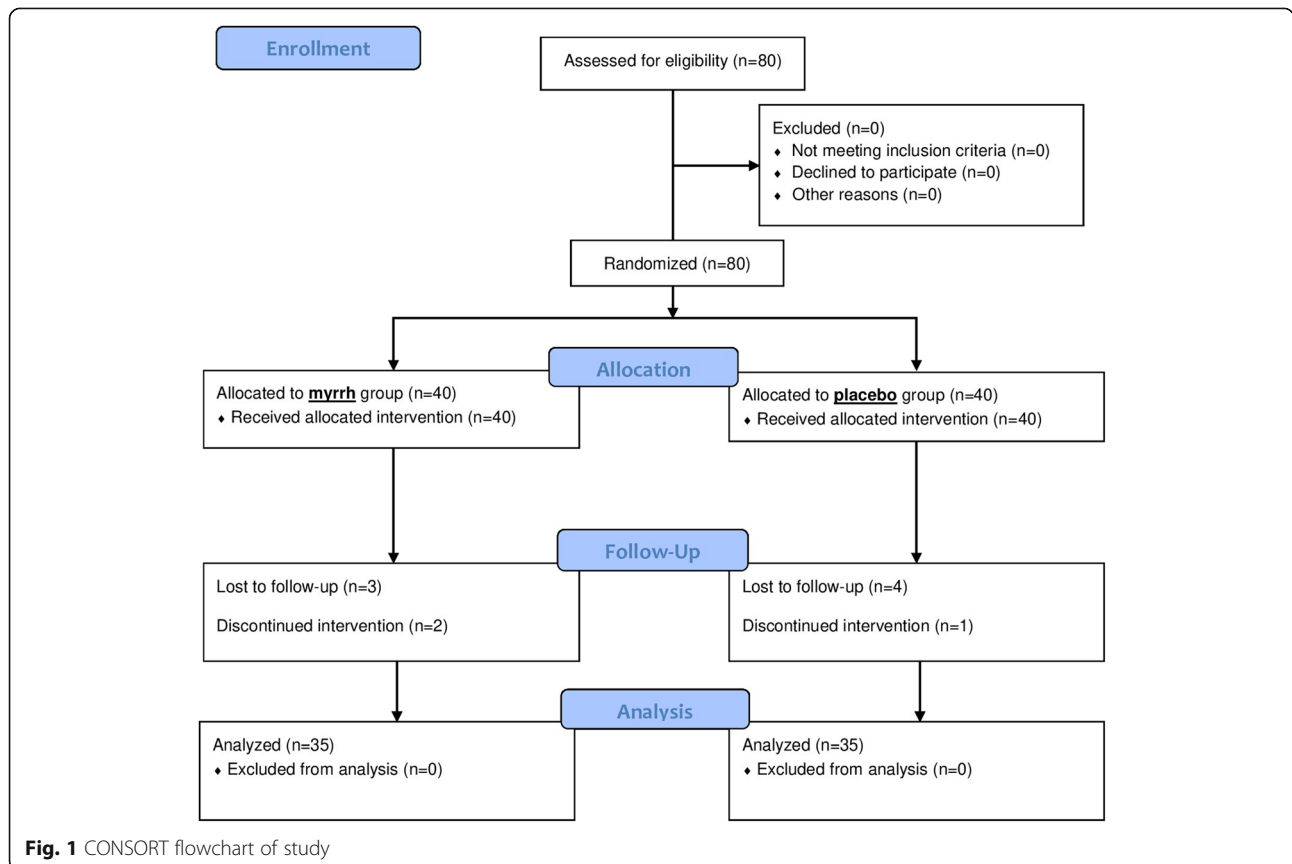 Enrollment
Assessed for eligibility (n=80)
Excluded (n=0)
♦ Not meeting inclusion criteria (n=0)
♦ Declined to participate (n=0)
♦ Other reasons (n=0)
Randomized (n=80)
Allocation
Allocated to myrrh group (n=40)
♦ Received allocated intervention (n=40)
Allocated to placebo group (n=40)
♦ Received allocated intervention (n=40)
Follow-Up
Lost to follow-up (n=3)
Discontinued intervention (n=2)
Lost to follow-up (n=4)
Discontinued intervention (n=1)
Analysis
Analyzed (n=35)
♦ Excluded from analysis (n=0)
Analyzed (n=35)
♦ Excluded from analysis (n=0)
Fig. 1 CONSORT flowchart of study